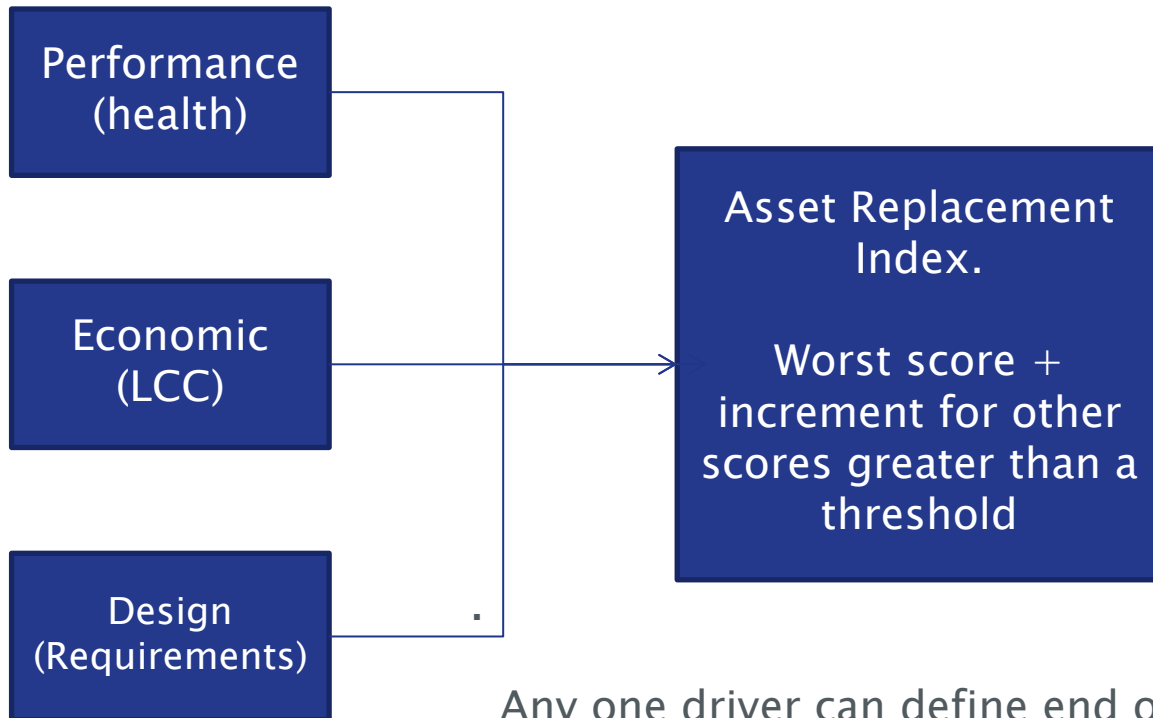 Performance
(health)
Economic
(LCC)
Design
(Requirements)
Asset Replacement
Index.
Worst score +
increment for other
scores greater than a
threshold
.
Any one driver can define end o